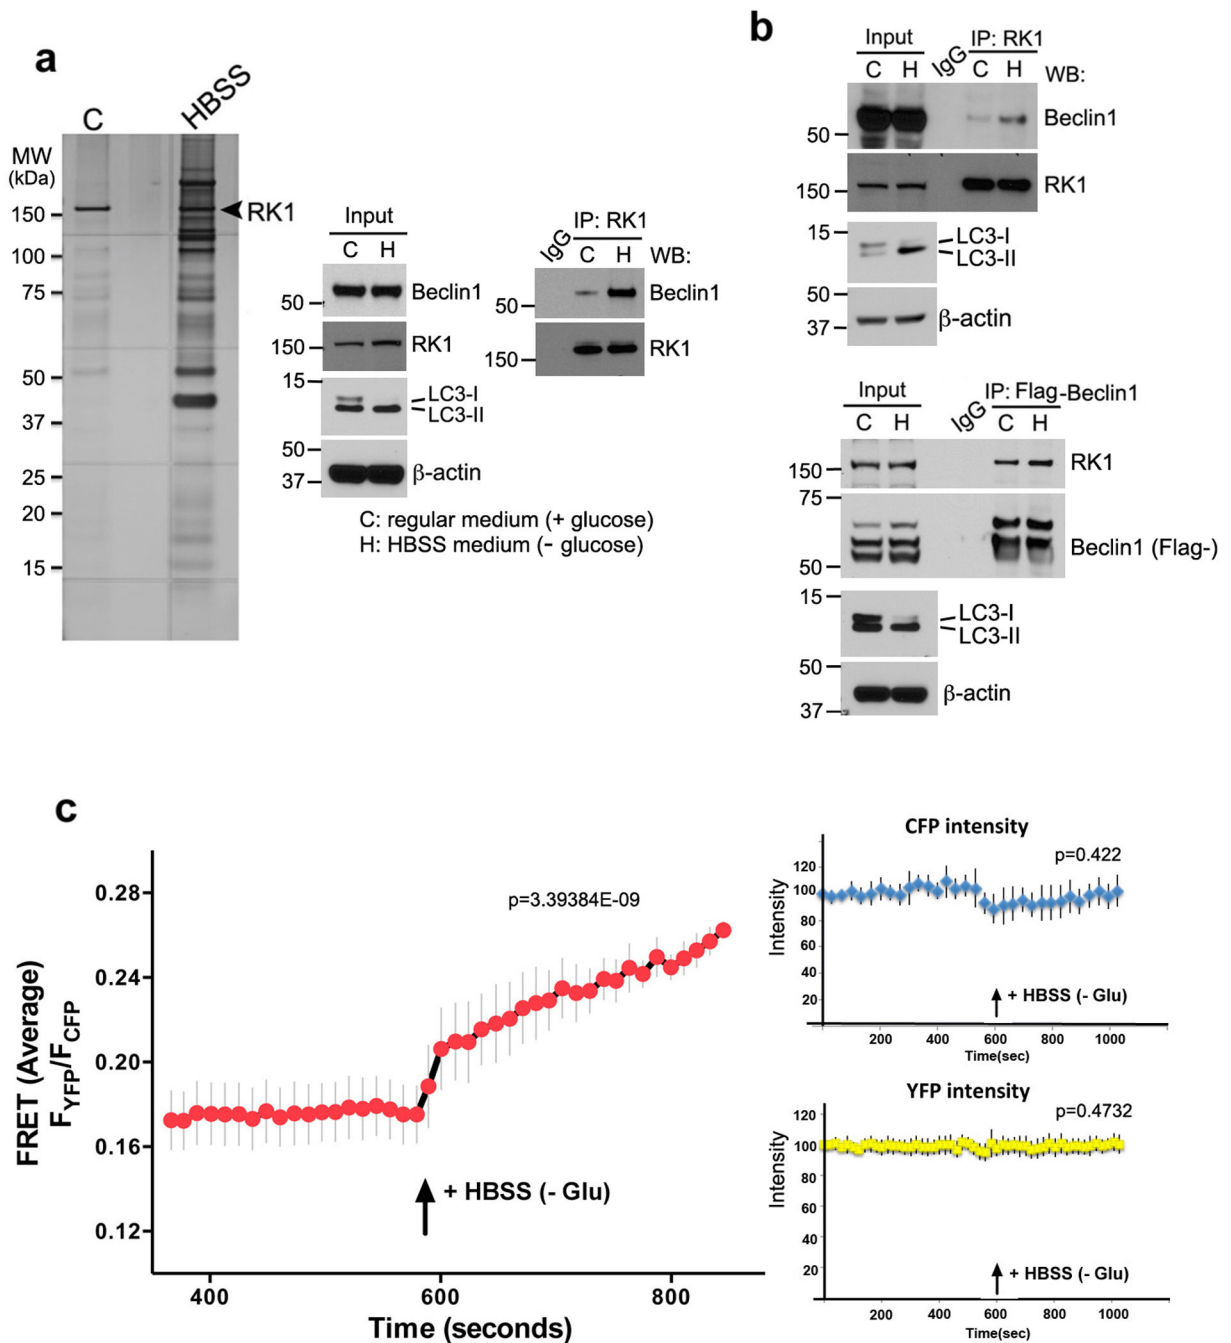 a
C HBSS
MW
(kDa)
150
100
75
50
37
25
20
15
RK1
Input
C H
50
Beclin1
150
RK1
15
LC3-I
LC3-II
50
37
β-actin
IgG IP: RK1
C H WB:
50
Beclin1
150
RK1
C: regular medium (+ glucose)
H: HBSS medium (- glucose)
b
Input IgG IP: RK1
C H C H WB:
50
Beclin1
150
RK1
15
LC3-I
LC3-II
50
37
β-actin
Input IgG IP: Flag-Beclin1
C H C H
150
RK1
75
50
Beclin1 (Flag-)
15
LC3-I
LC3-II
50
37
β-actin
c
FRET (Average)
FYFP/FCFP
0.28
0.24
0.20
0.16
0.12
p=3.39384E-09
+ HBSS (- Glu)
400 600 800
Time (seconds)
CFP intensity
p=0.422
Intensity
120
100
80
60
40
20
+ HBSS (- Glu)
200 400 600 800 1000
Time(sec)
YFP intensity
p=0.4732
Intensity
120
100
80
60
40
20
+ HBSS (- Glu)
200 400 600 800 1000
Time(sec)